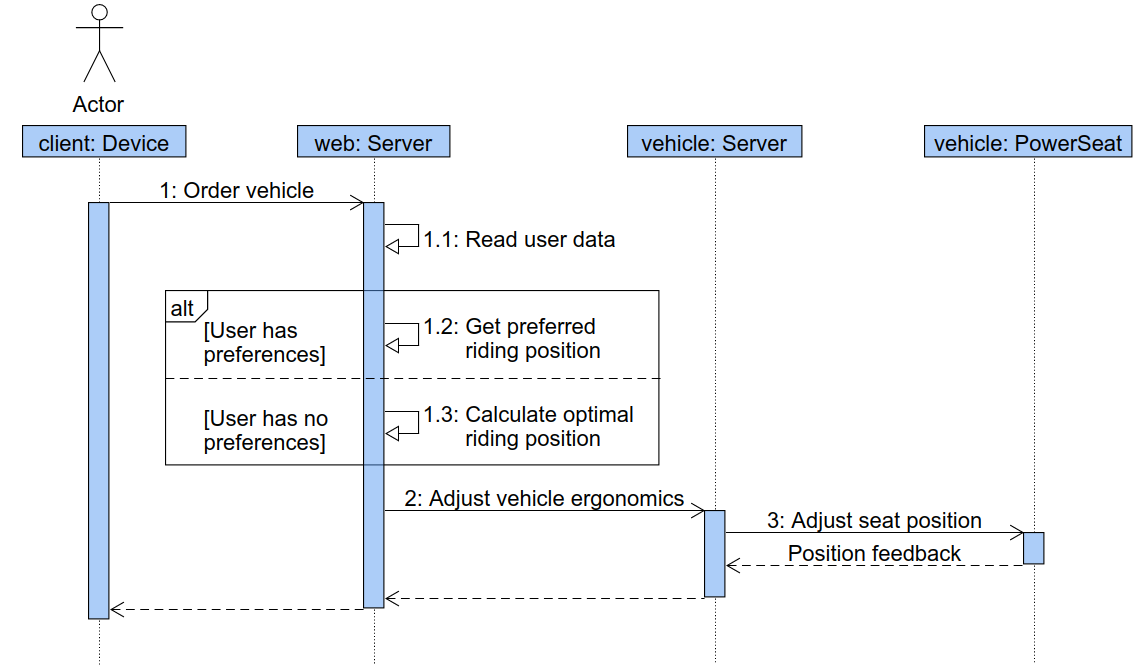 Actor
client: Device
web: Server
vehicle: Server
vehicle: PowerSeat
1: Order vehicle
1.1: Read user data
alt
[User has
preferences]
1.2: Get preferred
riding position
[User has no
preferences]
1.3: Calculate optimal
riding position
2: Adjust vehicle ergonomics
3: Adjust seat position
Position feedback